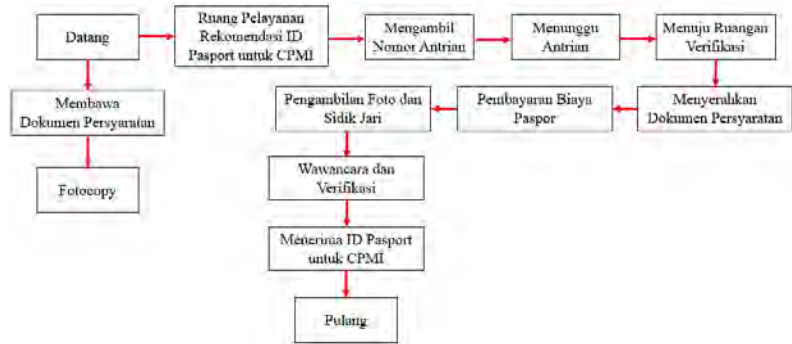 Datang
Ruang Pelayanan
Rekomendasi ID
Pasport untuk CPMI
Mengambil
Nomor Antrian
Menunggu
Antrian
Menuju Ruangan
Verifikasi
Membawa
Dokumen Persyaratan
Pengambilan Foto dan
Sidik Jari
Pembayaran Biaya
Paspor
Menyerahkan
Dokumen Persyaratan
Fotocopy
Wawancara dan
Verifikasi
Menerima ID Pasport
untuk CPMI
Pulang